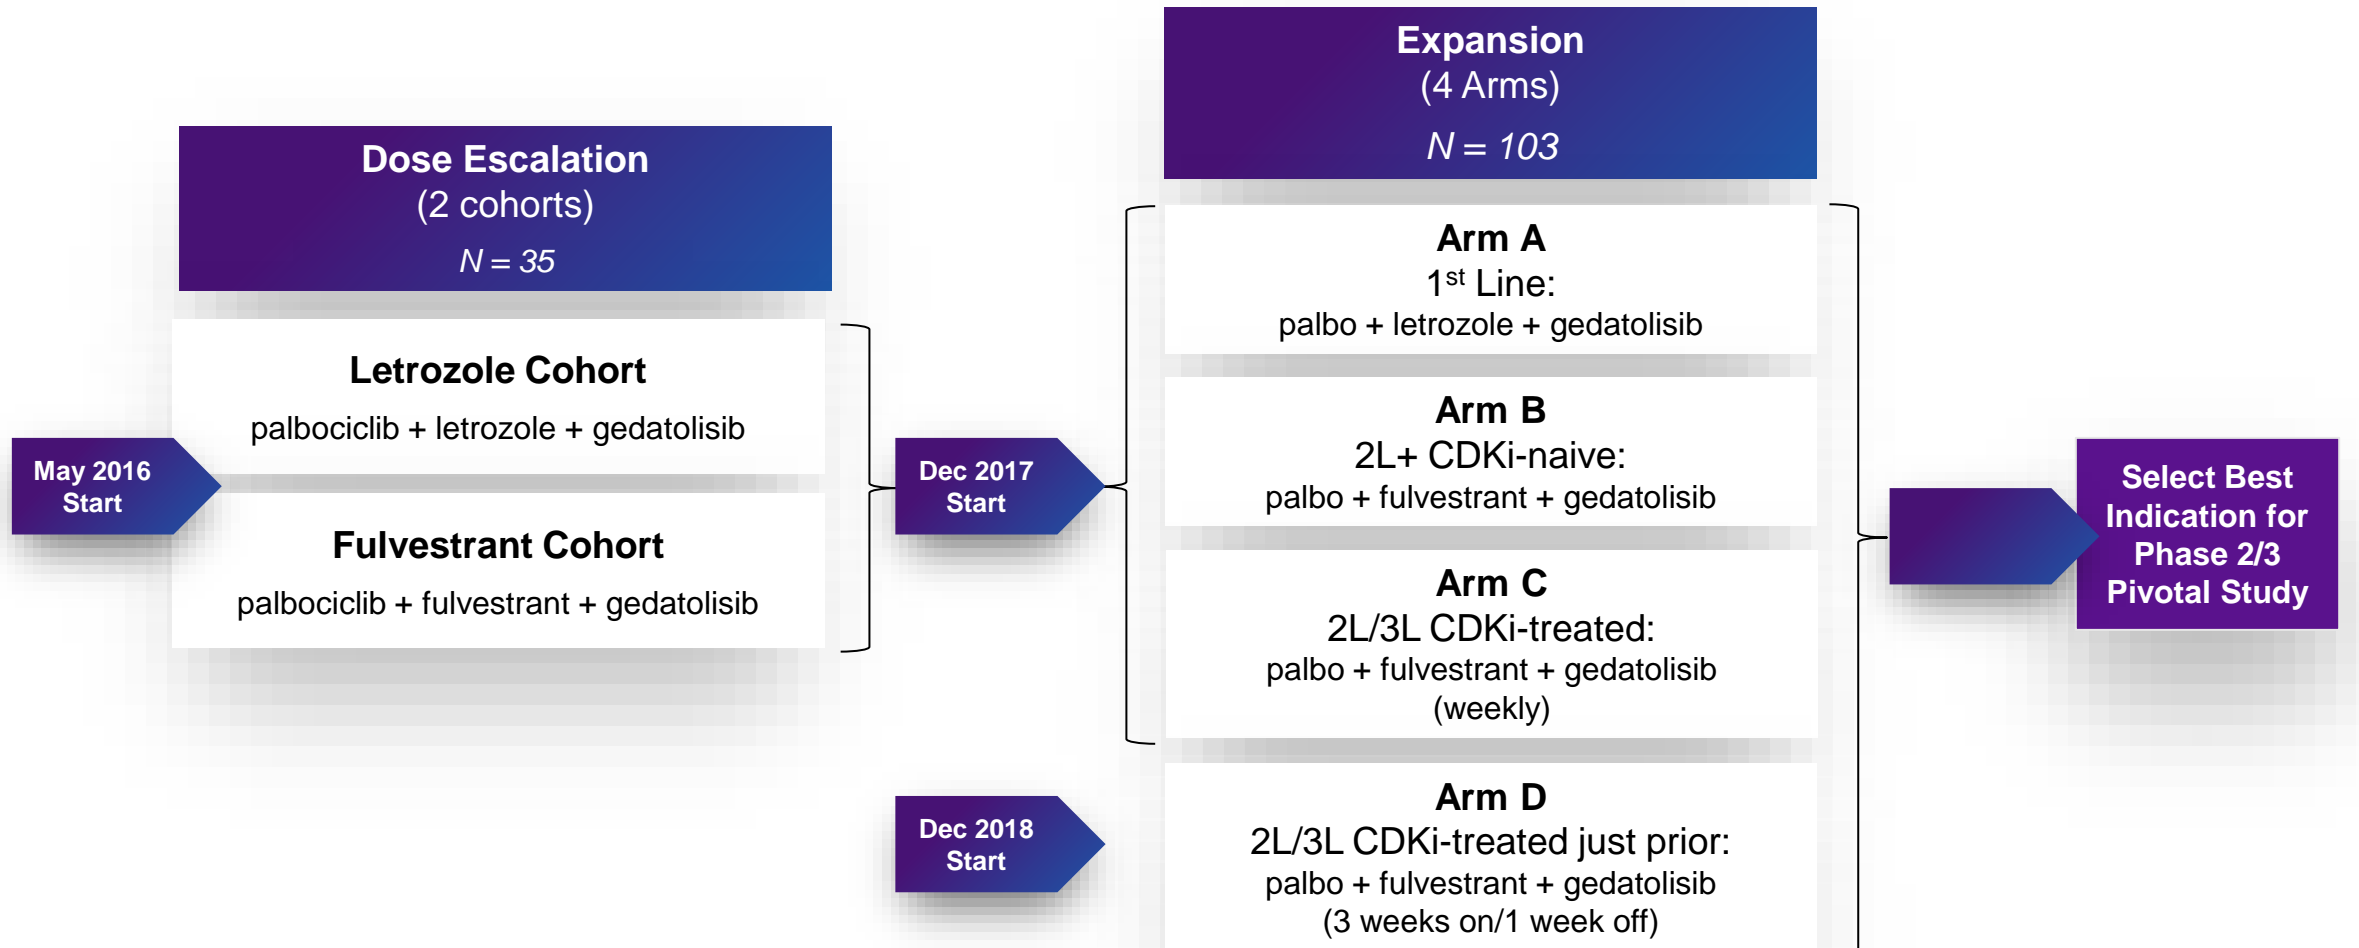 May 2016
Start
Dose Escalation
(2 cohorts)
N = 35
Letrozole Cohort
palbociclib + letrozole + gedatolisib
Fulvestrant Cohort
palbociclib + fulvestrant + gedatolisib
Dec 2017
Start
Dec 2018
Start
Expansion
(4 Arms)
N = 103
Arm A
1st Line:
palbo + letrozole + gedatolisib
Arm B
2L+ CDKi-naive:
palbo + fulvestrant + gedatolisib
Arm C
2L/3L CDKi-treated:
palbo + fulvestrant + gedatolisib
(weekly)
Arm D
2L/3L CDKi-treated just prior:
palbo + fulvestrant + gedatolisib
(3 weeks on/1 week off)
Select Best
Indication for
Phase 2/3
Pivotal Study